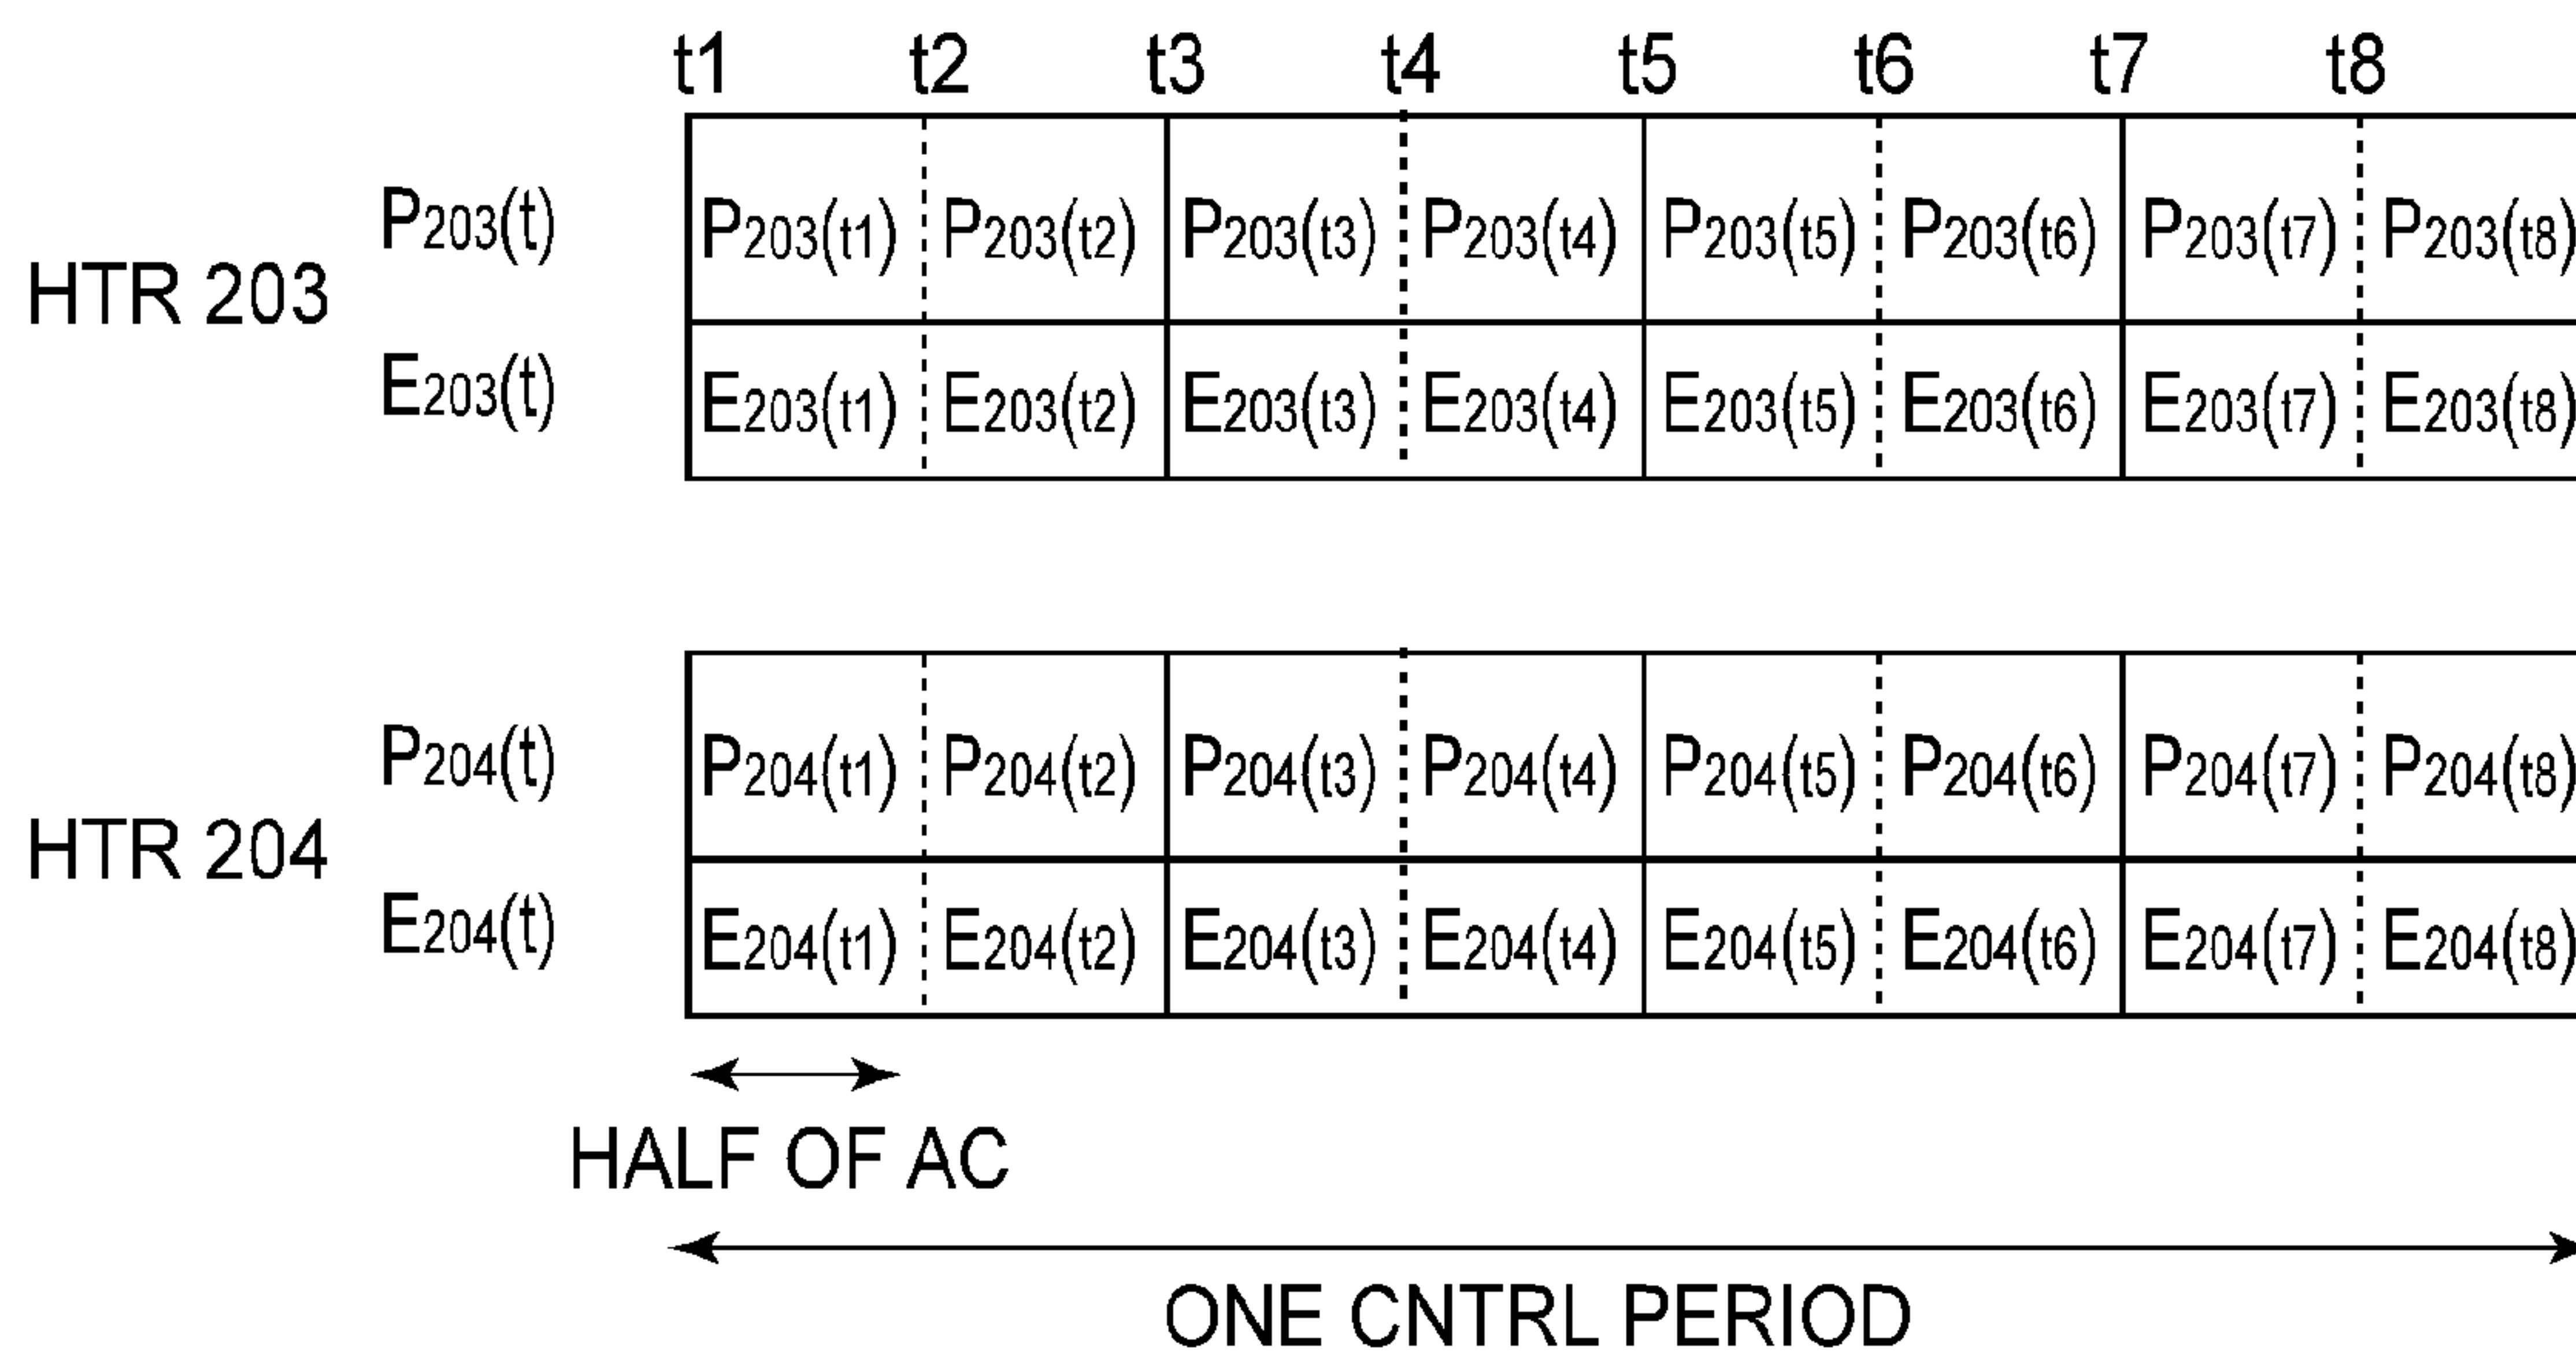 t1 t2 t3 t4 t5 t6 t7 t8
P203(t) P203(t1) P203(t2) P203(t3) P203(t4) P203(t5) P203(t6) P203(t7) P203(t8)
HTR 203
E203(t) E203(t1) E203(t2) E203(t3) E203(t4) E203(t5) E203(t6) E203(t7) E203(t8)
P204(t) P204(t1) P204(t2) P204(t3) P204(t4) P204(t5) P204(t6) P204(t7) P204(t8)
HTR 204
E204(t) E204(t1) E204(t2) E204(t3) E204(t4) E204(t5) E204(t6) E204(t7) E204(t8)
HALF OF AC
ONE CNTRL PERIOD